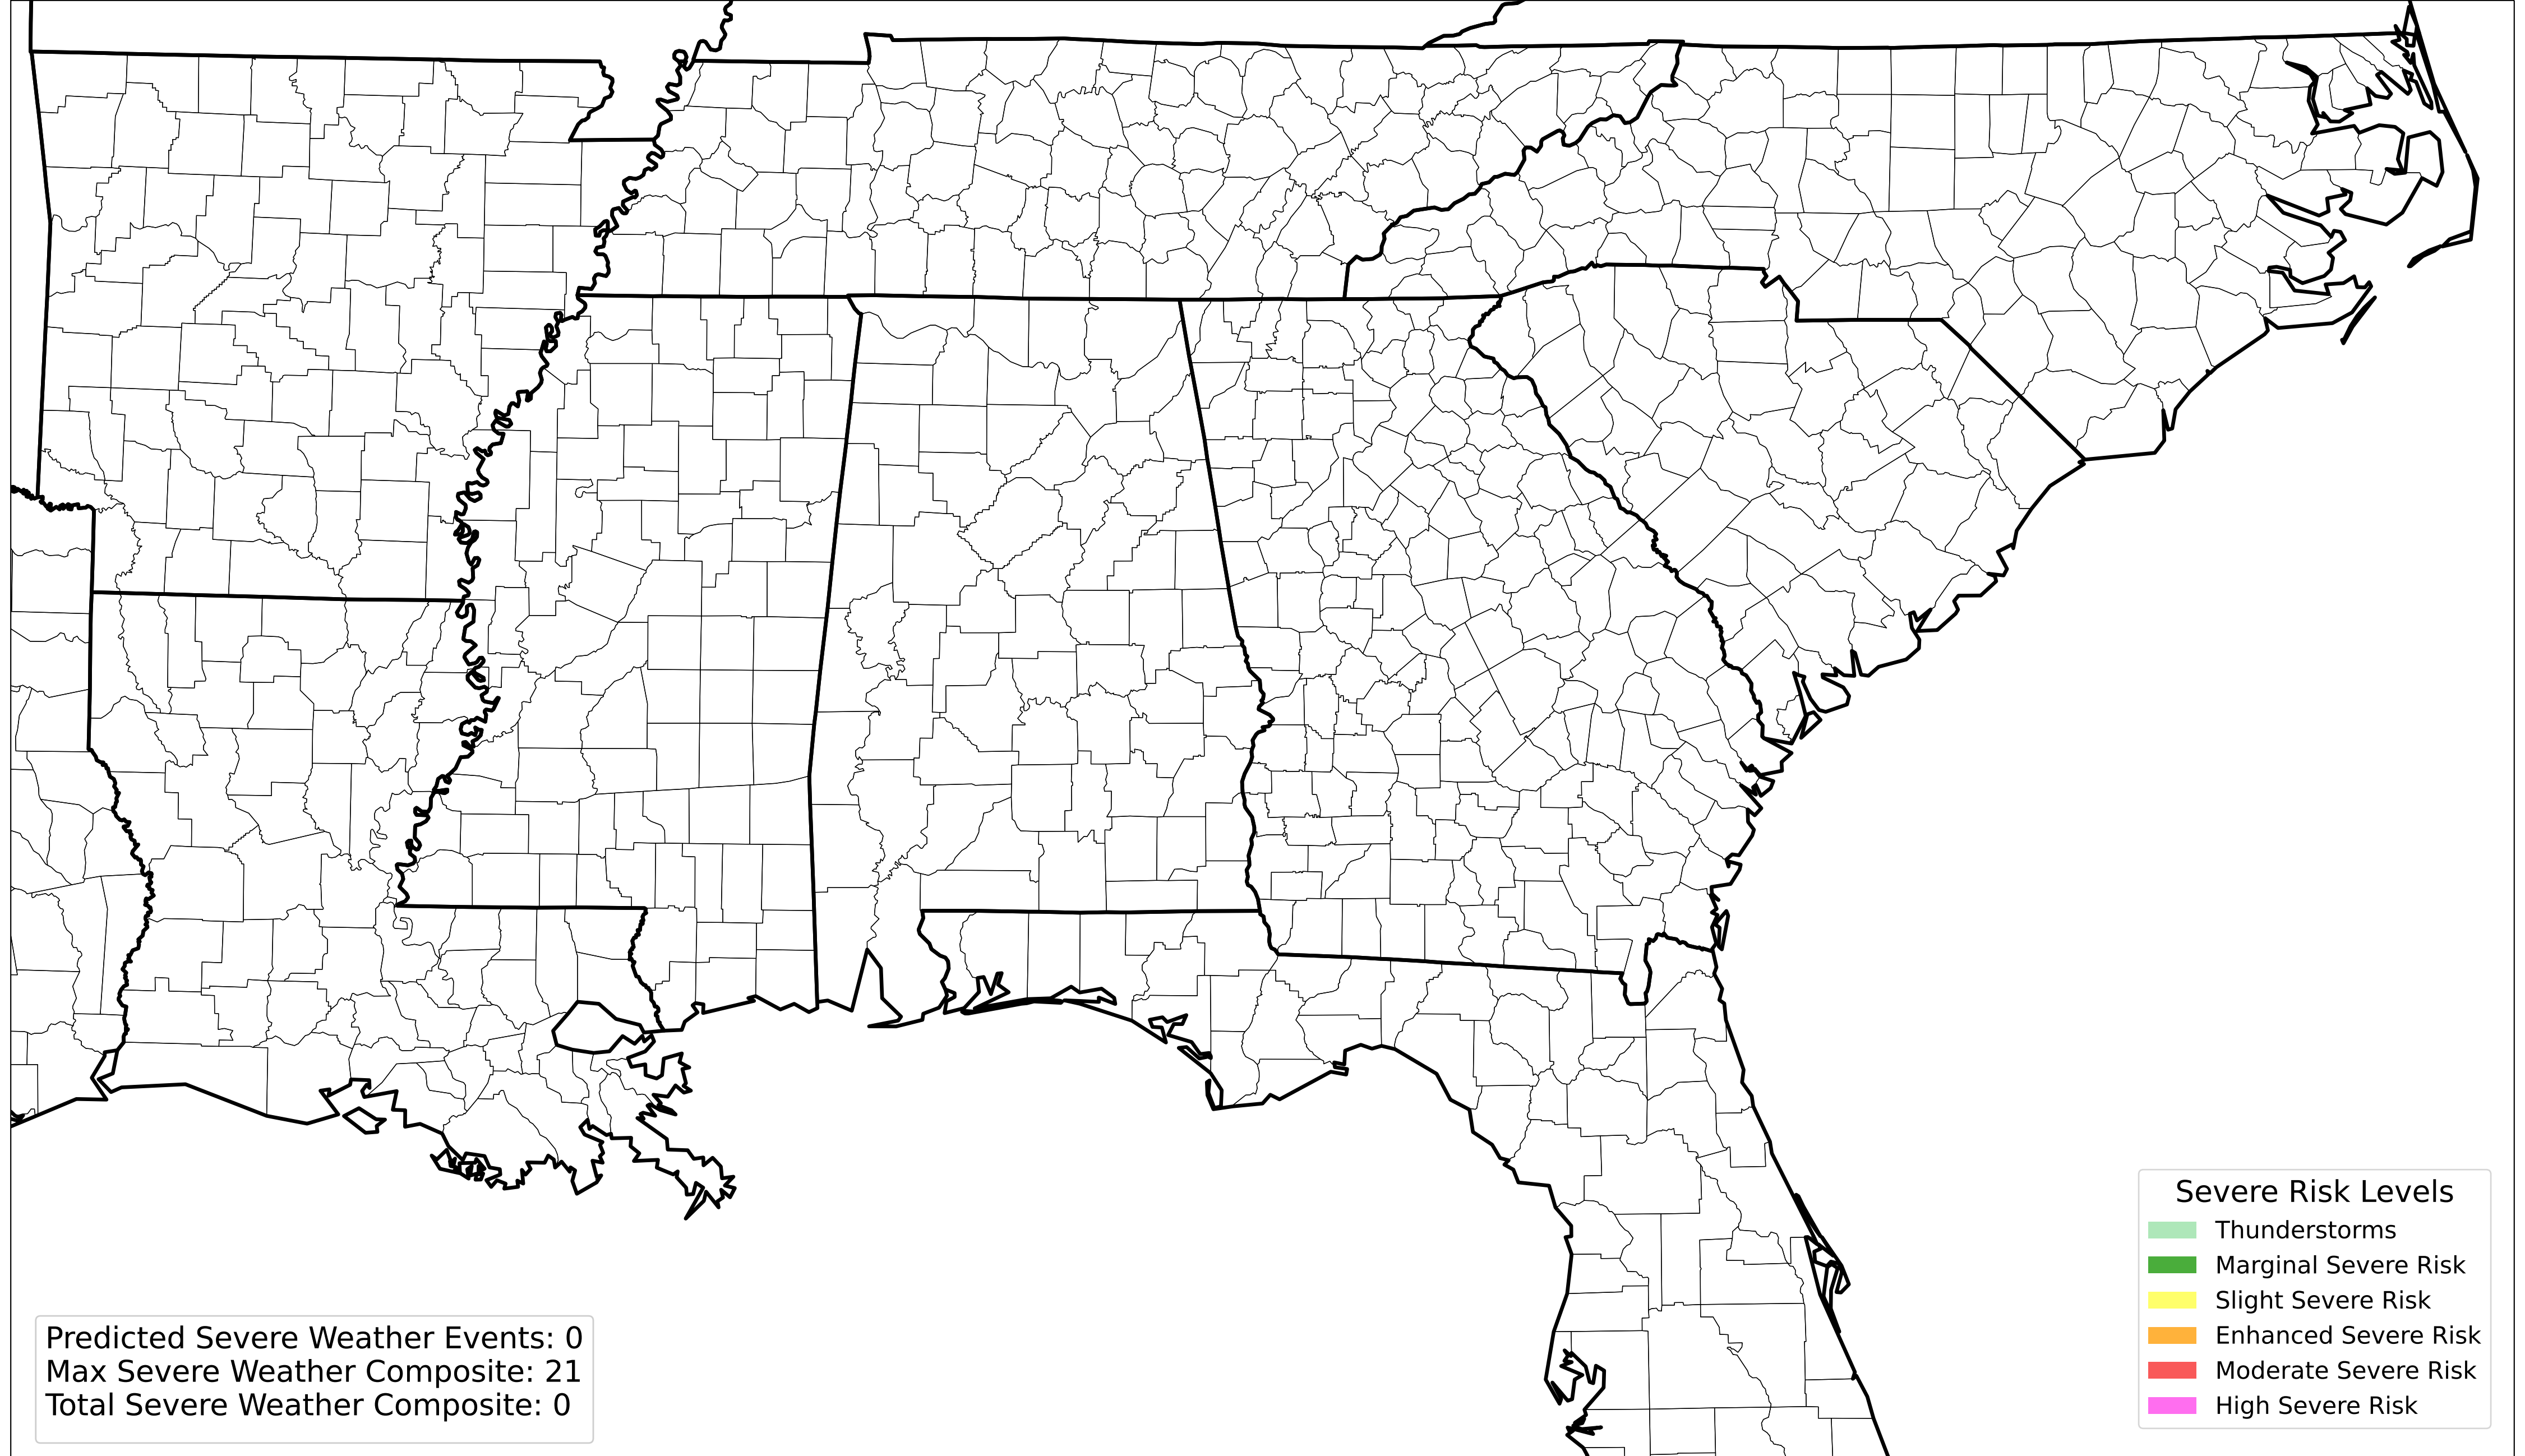 Severe Risk Levels
Thunderstorms
Marginal Severe Risk
Slight Severe Risk
Enhanced Severe Risk
Moderate Severe Risk
High Severe Risk
Predicted Severe Weather Events: 0
Max Severe Weather Composite: 21
Total Severe Weather Composite: 0